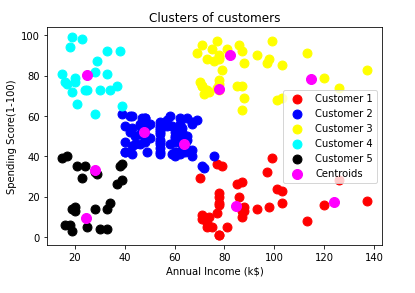 Clusters of customers
Spending Score(1-100)
100
80
60
40
20
0
Customer 1
Customer 2
Customer 3
Customer 4
Customer 5
Centroids
20
40
60
80
100
120
140
Annual Income (k$)